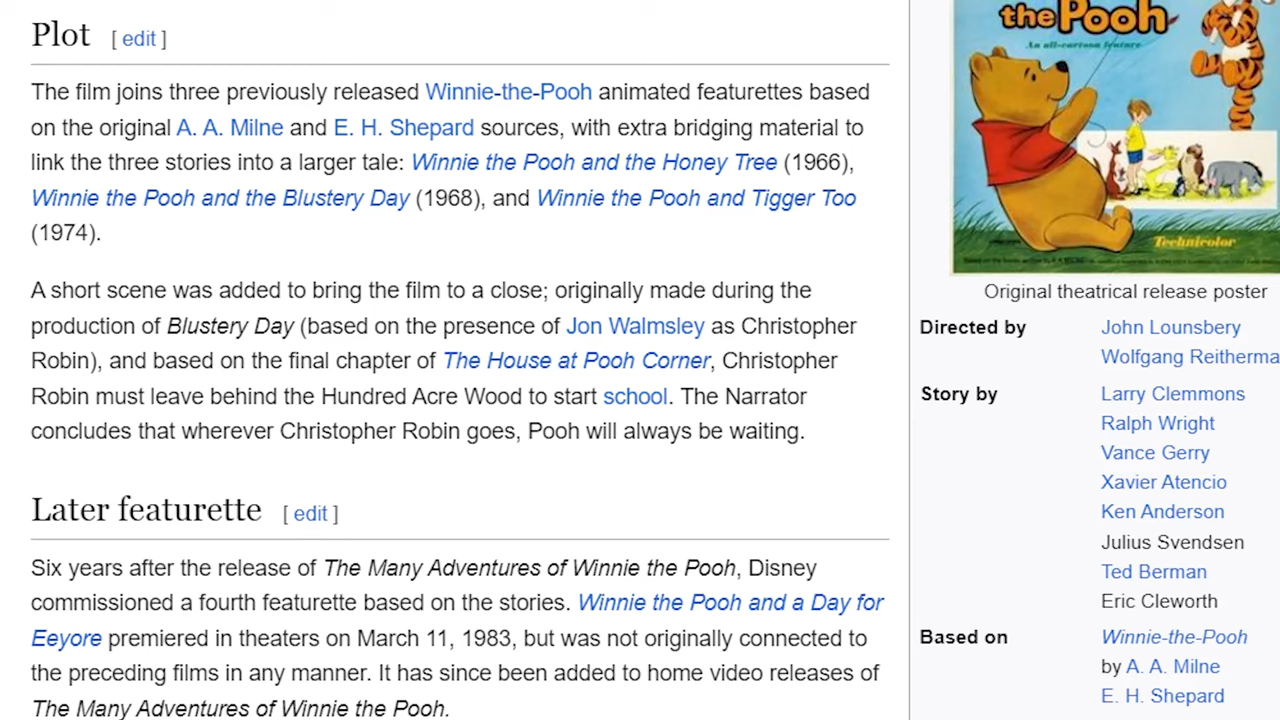 Plot [ edit ]
The film joins three previously released Winnie-the-Pooh animated featurettes based
on the original A. A. Milne and E. H. Shepard sources, with extra bridging material to
link the three stories into a larger tale: Winnie the Pooh and the Honey Tree (1966),
Winnie the Pooh and the Blustery Day (1968), and Winnie the Pooh and Tigger Too
(1974).
A short scene was added to bring the film to a close; originally made during the
production of Blustery Day (based on the presence of Jon Walmsley as Christopher
Robin), and based on the final chapter of The House at Pooh Corner, Christopher
Robin must leave behind the Hundred Acre Wood to start school. The Narrator
concludes that wherever Christopher Robin goes, Pooh will always be waiting.
Later featurette [ edit ]
Six years after the release of The Many Adventures of Winnie the Pooh, Disney
commissioned a fourth featurette based on the stories. Winnie the Pooh and a Day for
Eeyore premiered in theaters on March 11, 1983, but was not originally connected to
the preceding films in any manner. It has since been added to home video releases of
The Many Adventures of Winnie the Pooh.
the Pooh
An all-cartoon feature
Technicolor
Original theatrical release poster
Directed by John Lounsbery
Wolfgang Reitherma
Story by Larry Clemmons
Ralph Wright
Vance Gerry
Xavier Atencio
Ken Anderson
Julius Svendsen
Ted Berman
Eric Cleworth
Based on Winnie-the-Pooh
by A. A. Milne
E. H. Shepard